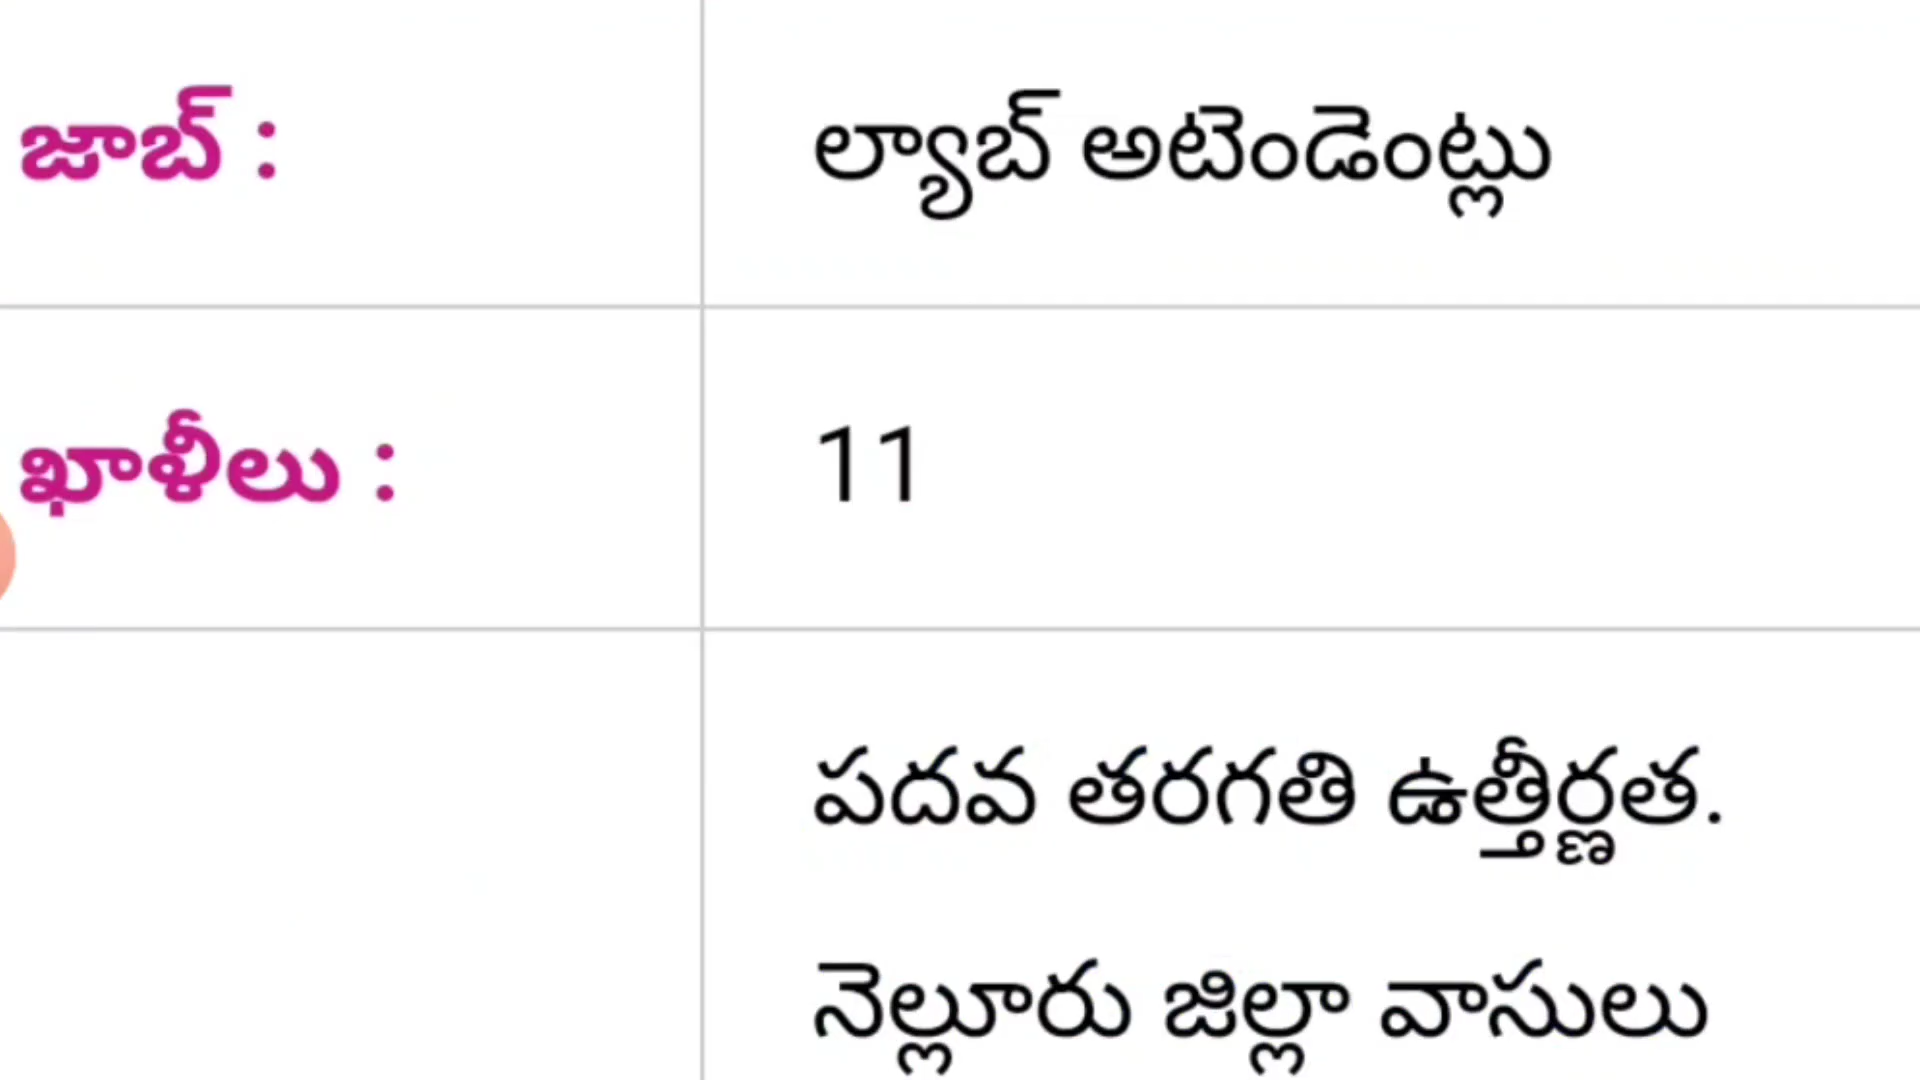 జాబ్ : ల్యాబ్ అటెండెంట్లు
ఖాళీలు : 11
పదవ తరగతి ఉత్తీర్ణత.
నెల్లూరు జిల్లా వాసులు